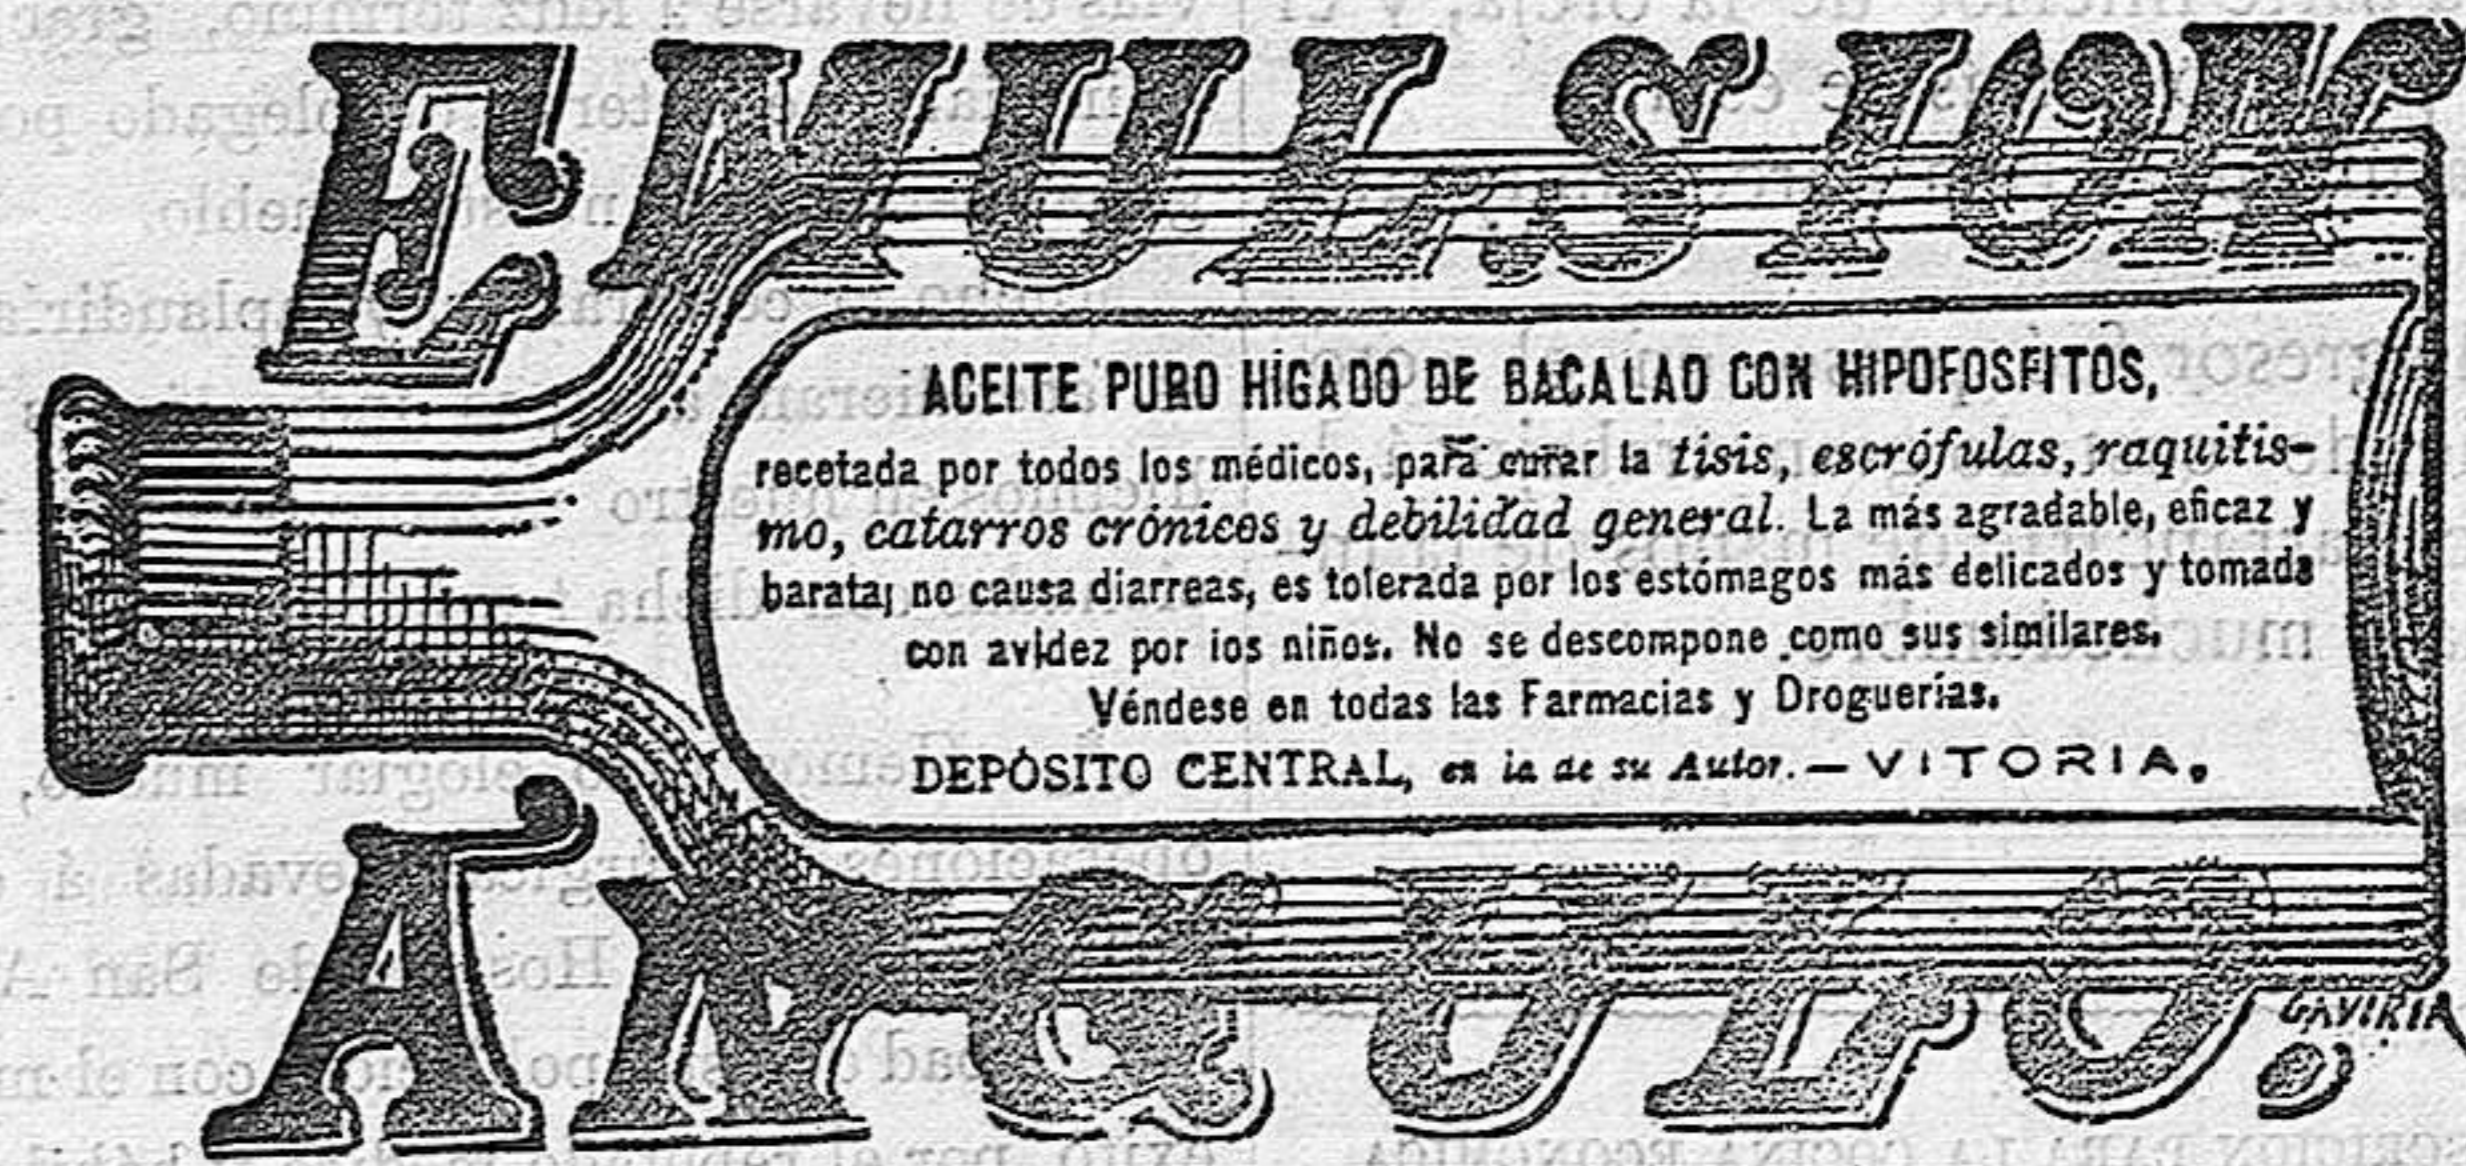 EMULSION
ACEITE PURO HÍGADO DE BACALAO CON HIPOFOSFITOS,
recetada por todos los médicos, para curar la tisis, escrófulas, raquitis-
mo, catarros crónicos y debilidad general. La más agradable, eficaz y
barata; no causa diarreas, es tolerada por los estómagos más delicados y tomada
con avidez por los niños. No se descompone como sus similares.
Véndese en todas las Farmacias y Droguerías.
DEPÓSITO CENTRAL, en la de su Autor.—VITORIA.
ANGULO.
GAVIRIA